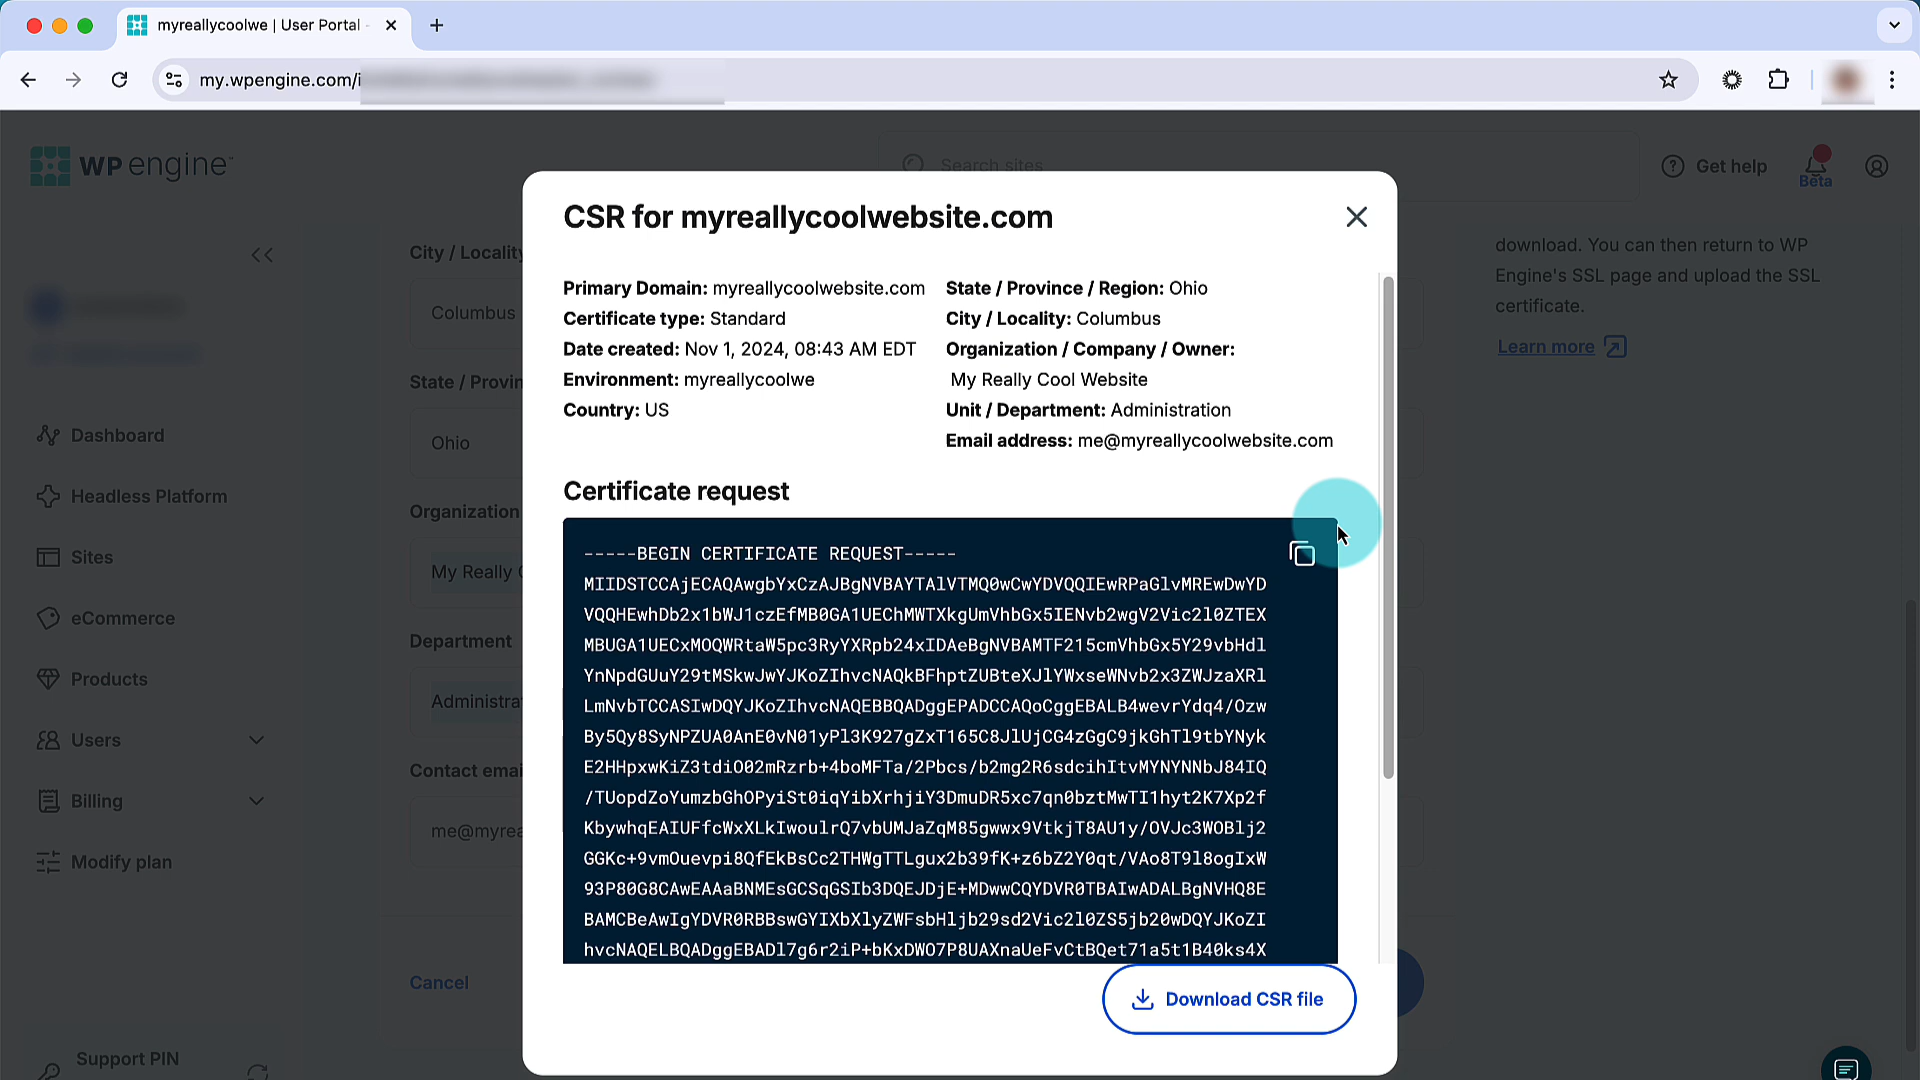 myreallycoolwe | User Portal -
my.wpengine.com/i
WP engine
Search sites
Get help
Beta
City / Locality
Columbus
State / Provin
Ohio
Organization
My Really C
Department
Administra
Contact emai
me@myrea
Cancel
Dashboard
Headless Platform
Sites
eCommerce
Products
Users
Billing
Modify plan
Support PIN
download. You can then return to WP
Engine's SSL page and upload the SSL
certificate.
Learn more
CSR for myreallycoolwebsite.com
Primary Domain: myreallycoolwebsite.com
Certificate type: Standard
Date created: Nov 1, 2024, 08:43 AM EDT
Environment: myreallycoolwe
Country: US
State / Province / Region: Ohio
City / Locality: Columbus
Organization / Company / Owner:
My Really Cool Website
Unit / Department: Administration
Email address: me@myreallycoolwebsite.com
Certificate request
-----BEGIN CERTIFICATE REQUEST-----
MIIDSTCCAjECAQAwgbYxCzAJBgNVBAYTAlVTMQ0wCwYDVQQIEwRPaGlvMREwDwYD
VQQHEwhDb2x1bWJ1czEfMB0GA1UEChMWTXkgUmVhbGx5IENvb2wgV2Vic2l0ZTEX
MBUGA1UECxMOQWRtaW5pc3RyYXRpb24xIDAeBgNVBAMTF215cmVhbGx5Y29vbHdl
YnNpdGUuY29tMSkwJwYJKoZIhvcNAQkBFhptZUBteXJlYWxseWNvb2x3ZWJzaXRl
LmNvbTCCASIwDQYJKoZIhvcNAQEBBQADggEPADCCAQoCggEBALB4wevrYdq4/Ozw
By5Qy8SyNPZUA0AnE0vN01yPl3K927gZxT165C8JlUjCG4zGgC9jkGhTl9tbYNyk
E2HHpxwKiZ3tdiO02mRzrb+4boMFTa/2Pbcs/b2mg2R6sdcihItvMYNYNNbJ84IQ
/TUopdZoYumzbGhOPyiSt0iqYibXrhjiY3DmuDR5xc7qn0bztMwTI1hyt2K7Xp2f
KbywhqEAIUFfcWxXLkIwoulrQ7vbUMJaZqM85gwwx9VtkjT8AU1y/OVJc3WOBlj2
GGKc+9vmOuevpi8QfEkBsCc2THWgTTLgux2b39fK+z6bZ2Y0qt/VAo8T9l8ogIxW
93P80G8CAwEAAaBNMEsGCSqGSIb3DQEJDjE+MDwwCQYDVR0TBAIwADALBgNVHQ8E
BAMCBeAwIgYDVR0RBBswGYIXbXlyZWFsbHljb29sd2Vic2l0ZS5jb20wDQYJKoZI
hvcNAQELBQADggEBADl7g6r2iP+bKxDWO7P8UAXnaUeFvCtBQet71a5t1B40ks4X
Download CSR file